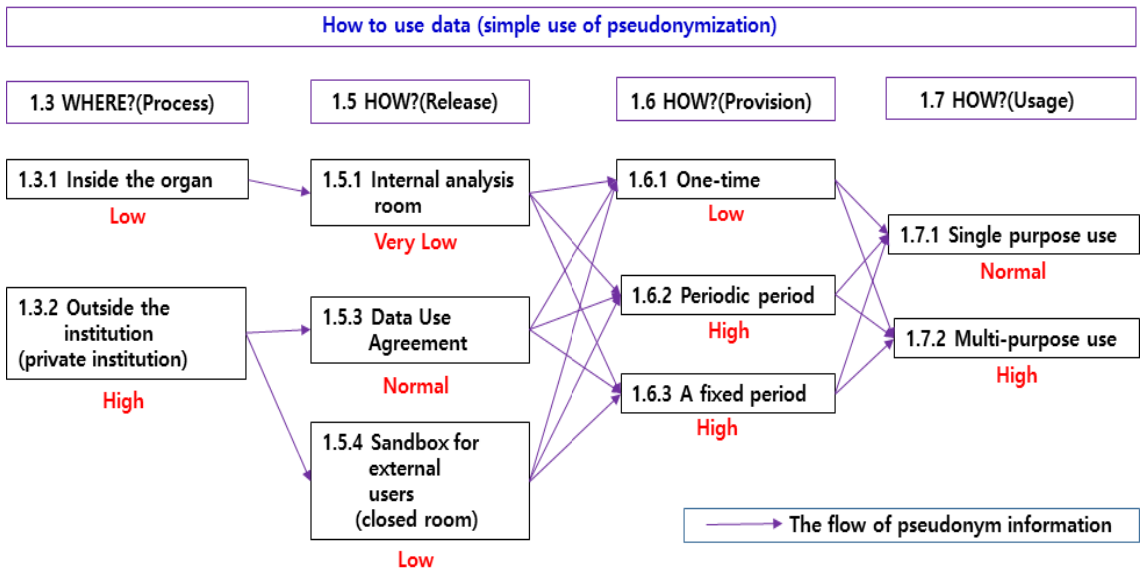 How to use data (simple use of pseudonymization)
1.3 WHERE?(Process)
1.5 HOW?(Release)
1.6 HOW?(Provision)
1.7 HOW?(Usage)
1.3.1 Inside the organ
Low
1.3.2 Outside the
institution
(private institution)
High
1.5.1 Internal analysis
room
Very Low
1.5.3 Data Use
Agreement
Normal
1.5.4 Sandbox for
external
users
(closed room)
Low
1.6.1 One-time
Low
1.6.2 Periodic period
High
1.6.3 A fixed period
High
1.7.1 Single purpose use
Normal
1.7.2 Multi-purpose use
High
The flow of pseudonym information